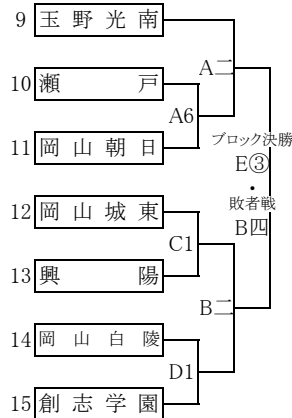 9 玉野光南
A二
10 瀬戸
A6
11 岡山朝日
ブロック決勝
E③
・
敗者戦
B四
12 岡山城東
C1
13 興陽
B二
14 岡山白陵
D1
15 創志学園